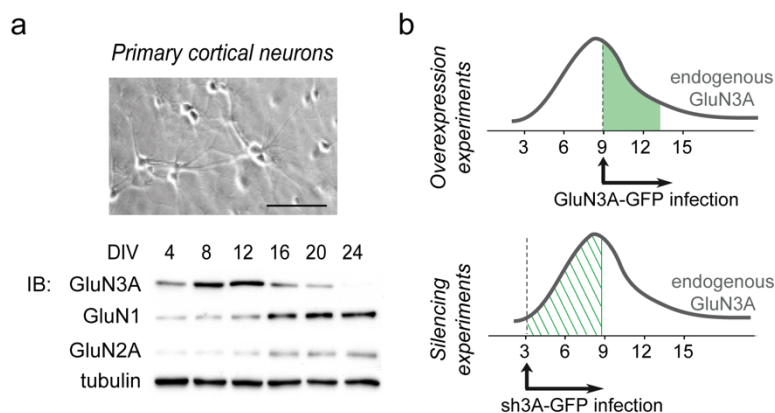 a
Primary cortical neurons
DIV 4 8 12 16 20 24
IB: GluN3A
GluN1
GluN2A
tubulin
b
Overexpression
experiments
endogenous
GluN3A
3 6 9 12 15
GluN3A-GFP infection
Silencing
experiments
endogenous
GluN3A
3 6 9 12 15
sh3A-GFP infection